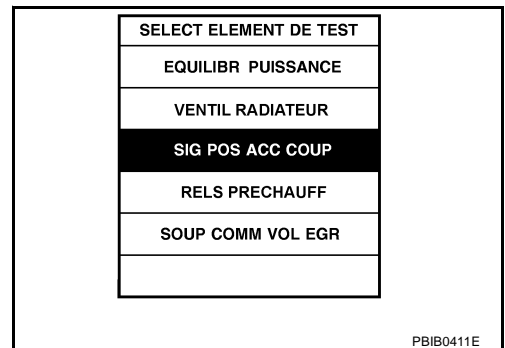 SELECT ELEMENT DE TEST
EQUILIBR PUISSANCE
VENTIL RADIATEUR
SIG POS ACC COUP
RELS PRECHAUFF
SOUP COMM VOL EGR
PBIB0411E